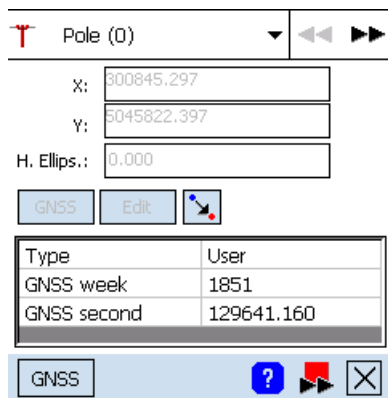 Pole (0)
X: 300845.297
Y: 5045822.397
H. Ellips.: 0.000
GNSS Edit
Type User
GNSS week 1851
GNSS second 129641.160
GNSS ?